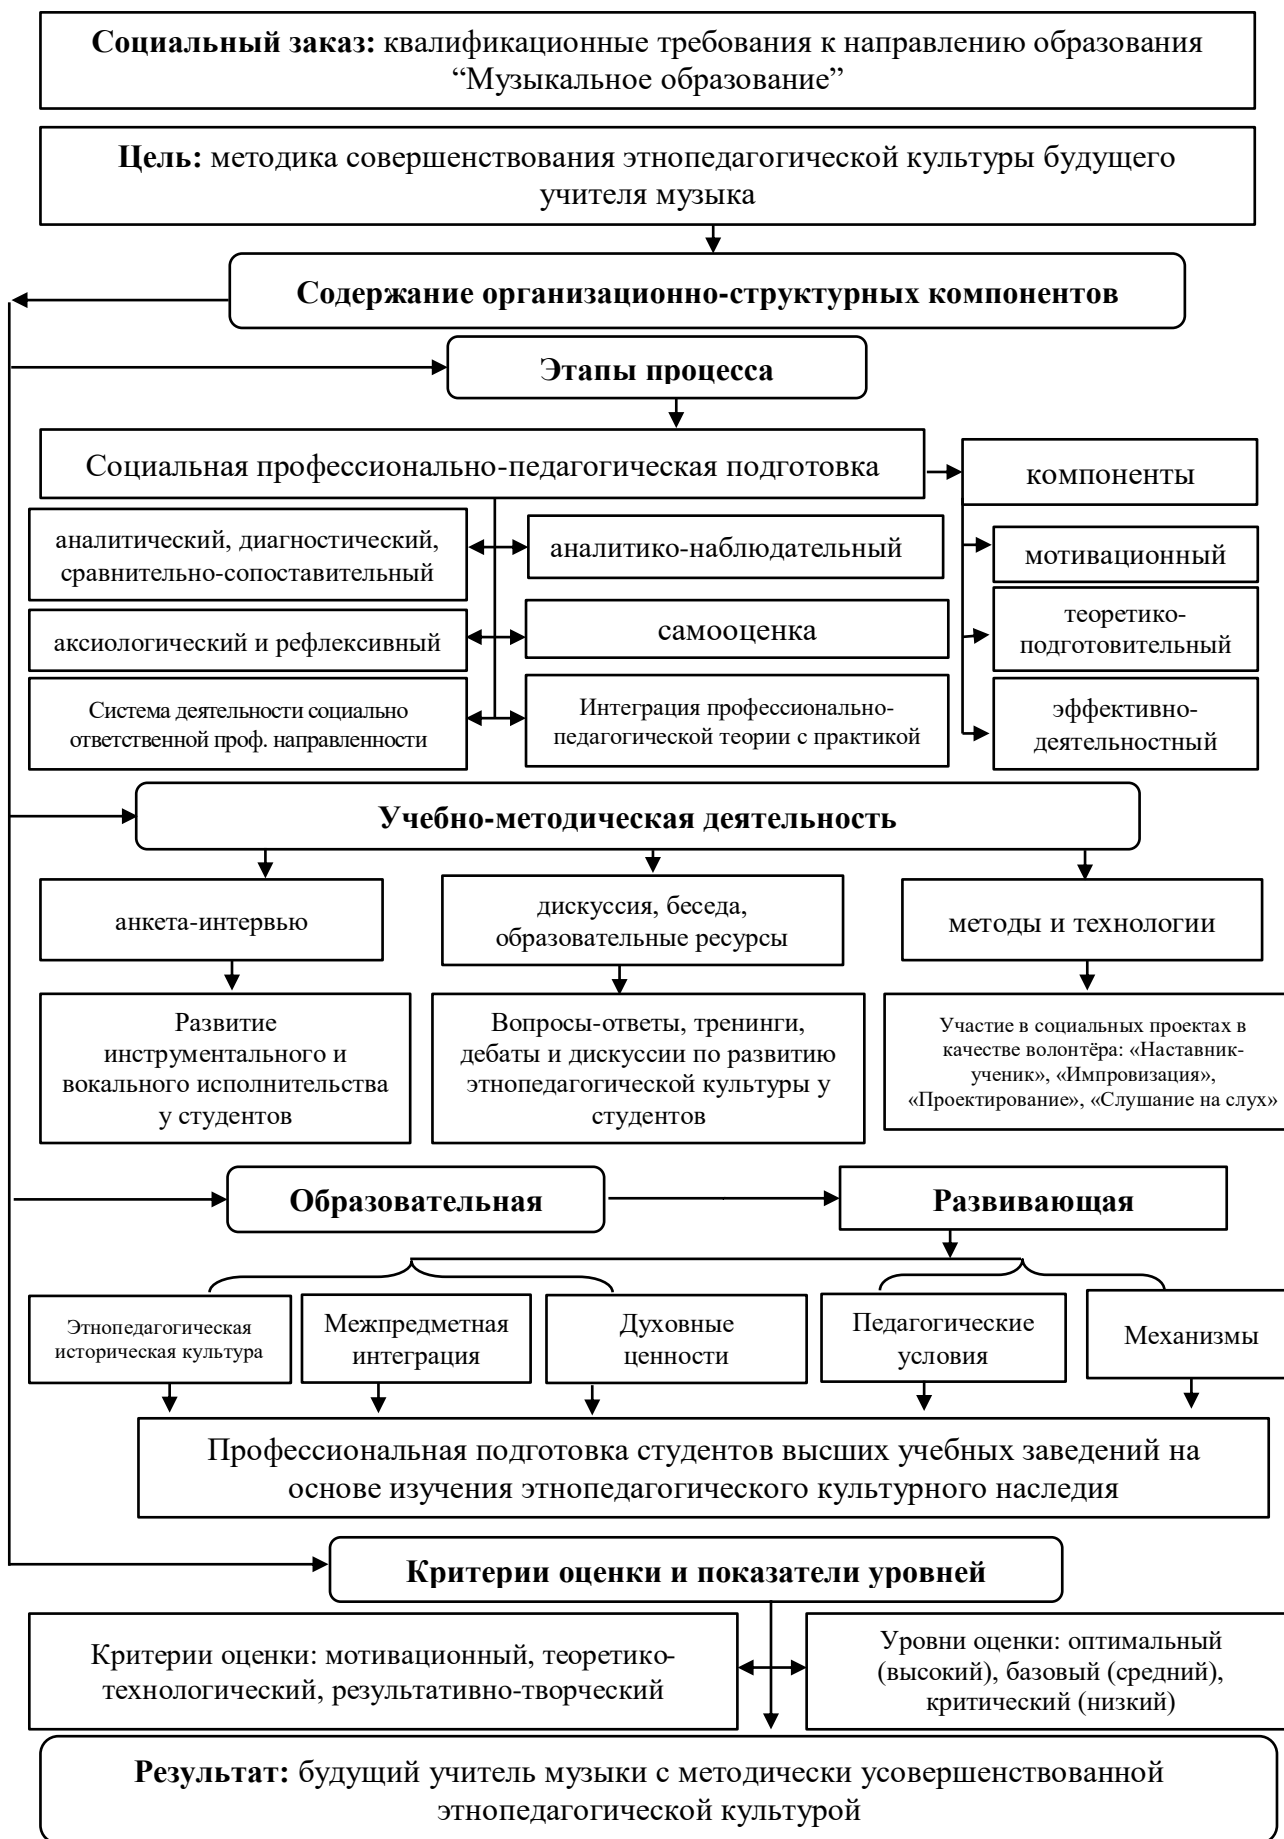 Социальный заказ: квалификационные требования к направлению образования
“Музыкальное образование”
Цель: методика совершенствования этнопедагогической культуры будущего
учителя музыка
Содержание организационно-структурных компонентов
Этапы процесса
Социальная профессионально-педагогическая подготовка
компоненты
аналитический, диагностический,
сравнительно-сопоставительный
аналитико-наблюдательный
мотивационный
аксиологический и рефлексивный
самооценка
теоретико-
подготовительный
Система деятельности социально
ответственной проф. направленности
Интеграция профессионально-
педагогической теории с практикой
эффективно-
деятельностный
Учебно-методическая деятельность
анкета-интервью
дискуссия, беседа,
образовательные ресурсы
методы и технологии
Развитие
инструментального и
вокального исполнительства
у студентов
Вопросы-ответы, тренинги,
дебаты и дискуссии по развитию
этнопедагогической культуры у
студентов
Участие в социальных проектах в
качестве волонтёра: «Наставник-
ученик», «Импровизация»,
«Проектирование», «Слушание на слух»
Образовательная
Развивающая
Этнопедагогическая
историческая культура
Межпредметная
интеграция
Духовные
ценности
Педагогические
условия
Механизмы
Профессиональная подготовка студентов высших учебных заведений на
основе изучения этнопедагогического культурного наследия
Критерии оценки и показатели уровней
Критерии оценки: мотивационный, теоретико-
технологический, результативно-творческий
Уровни оценки: оптимальный
(высокий), базовый (средний),
критический (низкий)
Результат: будущий учитель музыки с методически усовершенствованной
этнопедагогической культурой